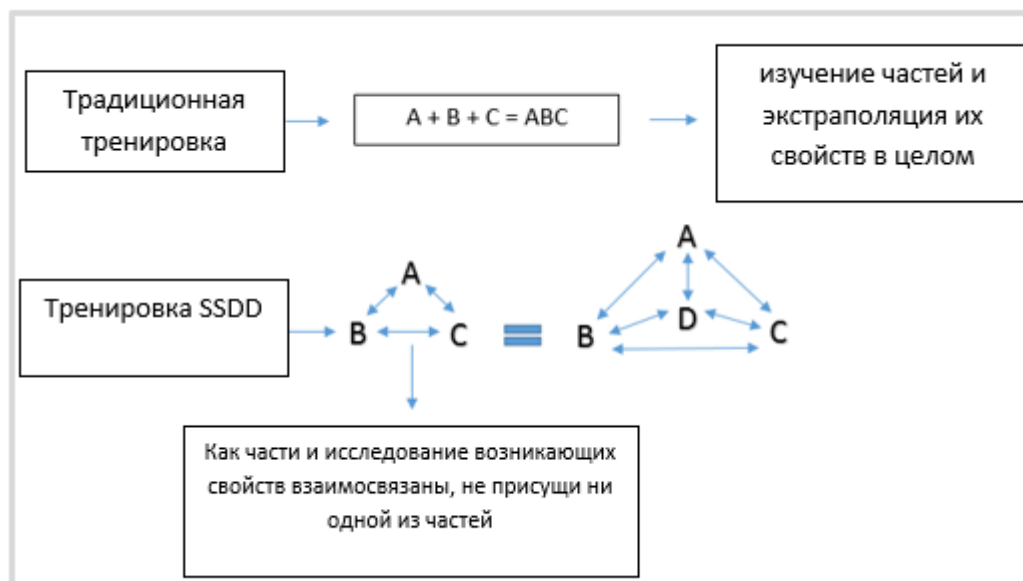 Традиционная
тренировка
A + B + C = ABC
изучение частей и
экстраполяция их
свойств в целом
Тренировка SSDD
A
B
C
=
A
B
D
C
Как части и исследование возникающих
свойств взаимосвязаны, не присущи ни
одной из частей